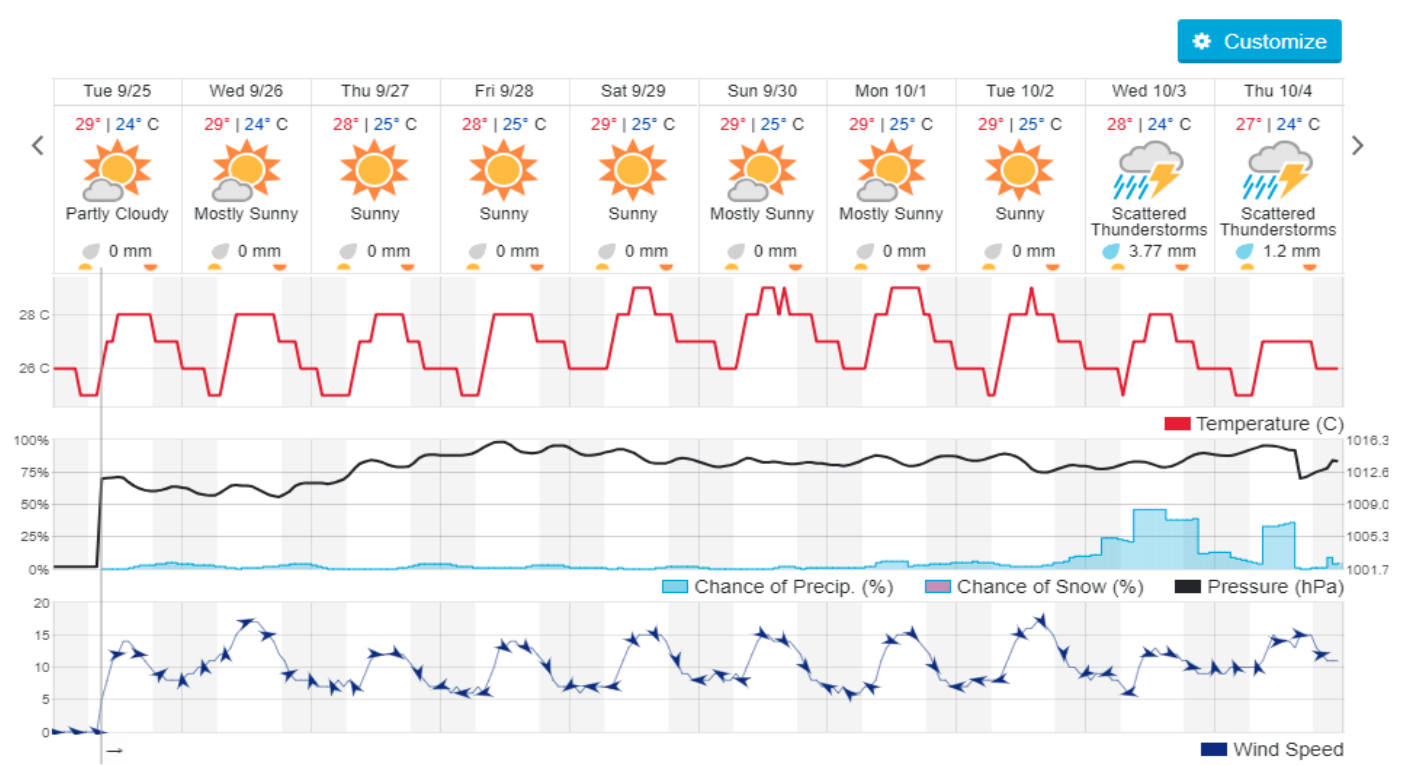 Customize
Tue 9/25 Wed 9/26 Thu 9/27 Fri 9/28 Sat 9/29 Sun 9/30 Mon 10/1 Tue 10/2 Wed 10/3 Thu 10/4
29° | 24° C 29° | 24° C 28° | 25° C 28° | 25° C 29° | 25° C 29° | 25° C 29° | 25° C 29° | 25° C 28° | 24° C 27° | 24° C
Partly Cloudy Mostly Sunny Sunny Sunny Sunny Mostly Sunny Mostly Sunny Sunny Scattered Scattered
Thunderstorms Thunderstorms
0 mm 0 mm 0 mm 0 mm 0 mm 0 mm 0 mm 0 mm 3.77 mm 1.2 mm
28 C
26 C
Temperature (C)
100% 1016.3
75% 1012.6
50% 1009.0
25% 1005.3
0% 1001.7
Chance of Precip. (%) Chance of Snow (%) Pressure (hPa)
20
15
10
5
0
Wind Speed